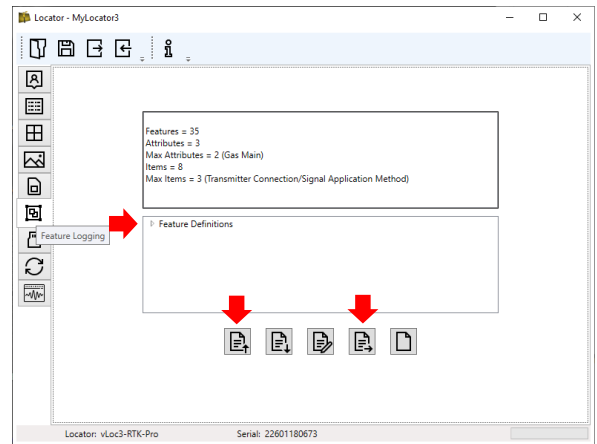 Locator - MyLocator3
Features = 35
Attributes = 3
Max Attributes = 2 (Gas Main)
Items = 8
Max Items = 3 (Transmitter Connection/Signal Application Method)
Feature Definitions
Feature Logging
Locator: vLoc3-RTK-Pro Serial: 22601180673